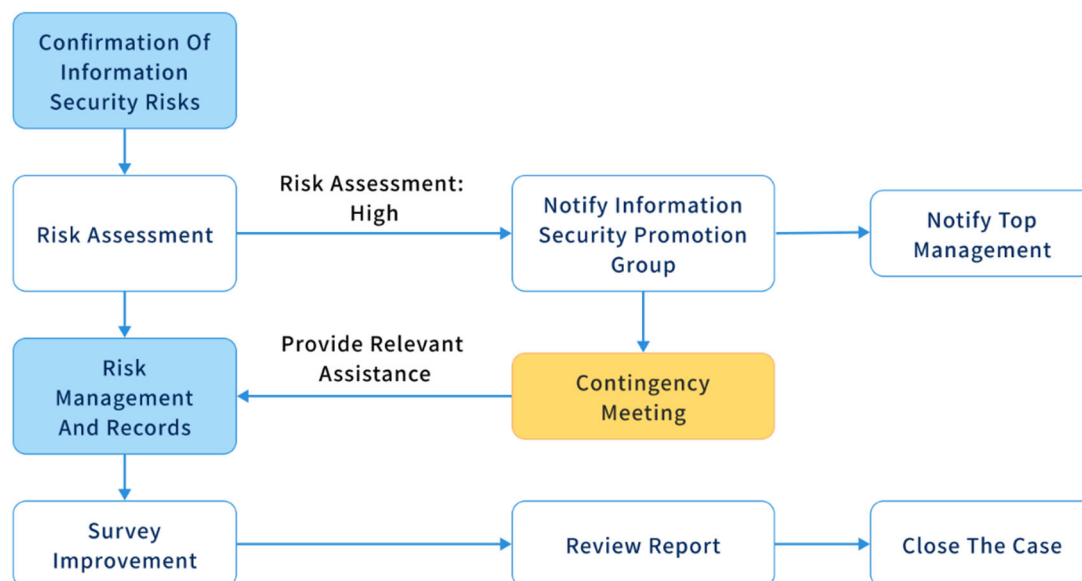 Confirmation Of
Information
Security Risks
Risk Assessment:
High
Risk Assessment
Notify Information
Security Promotion
Group
Notify Top
Management
Provide Relevant
Assistance
Risk
Management
And Records
Contingency
Meeting
Survey
Improvement
Review Report
Close The Case